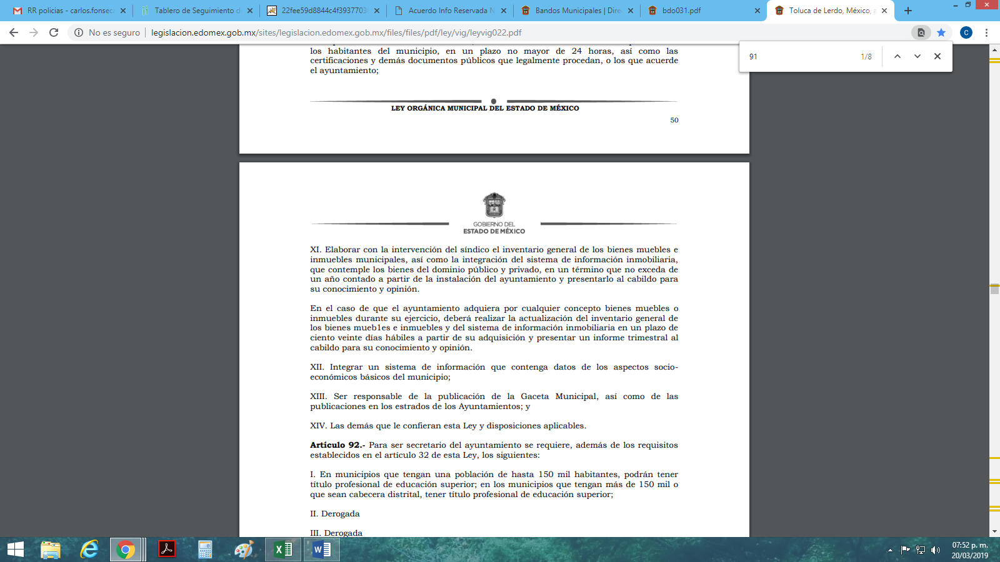 RR policias - carlos.fonseca
Tablero de Seguimiento d
22fee59d8844c4f3937703
Acuerdo Info Reservada N
Bandos Municipales | Dire
bdo031.pdf
Toluca de Lerdo, México, a
No es seguro | legislacion.edomex.gob.mx/sites/legislacion.edomex.gob.mx/files/files/pdf/ley/vig/leyvig022.pdf
C
91 1/8
los habitantes del municipio, en un plazo no mayor de 24 horas, así como las
certificaciones y demás documentos públicos que legalmente procedan, o los que acuerde
el ayuntamiento;
LEY ORGÁNICA MUNICIPAL DEL ESTADO DE MÉXICO
50
GOBIERNO DEL
ESTADO DE MÉXICO
XI. Elaborar con la intervención del síndico el inventario general de los bienes muebles e
inmuebles municipales, así como la integración del sistema de información inmobiliaria,
que contemple los bienes del dominio público y privado, en un término que no exceda de
un año contado a partir de la instalación del ayuntamiento y presentarlo al cabildo para
su conocimiento y opinión.
En el caso de que el ayuntamiento adquiera por cualquier concepto bienes muebles o
inmuebles durante su ejercicio, deberá realizar la actualización del inventario general de
los bienes mueb1es e inmuebles y del sistema de información inmobiliaria en un plazo de
ciento veinte días hábiles a partir de su adquisición y presentar un informe trimestral al
cabildo para su conocimiento y opinión.
XII. Integrar un sistema de información que contenga datos de los aspectos socio-
económicos básicos del municipio;
XIII. Ser responsable de la publicación de la Gaceta Municipal, así como de las
publicaciones en los estrados de los Ayuntamientos; y
XIV. Las demás que le confieran esta Ley y disposiciones aplicables.
Artículo 92.- Para ser secretario del ayuntamiento se requiere, además de los requisitos
establecidos en el artículo 32 de esta Ley, los siguientes:
I. En municipios que tengan una población de hasta 150 mil habitantes, podrán tener
título profesional de educación superior; en los municipios que tengan más de 150 mil o
que sean cabecera distrital, tener título profesional de educación superior;
II. Derogada
III. Derogada
07:52 p. m.
20/03/2019